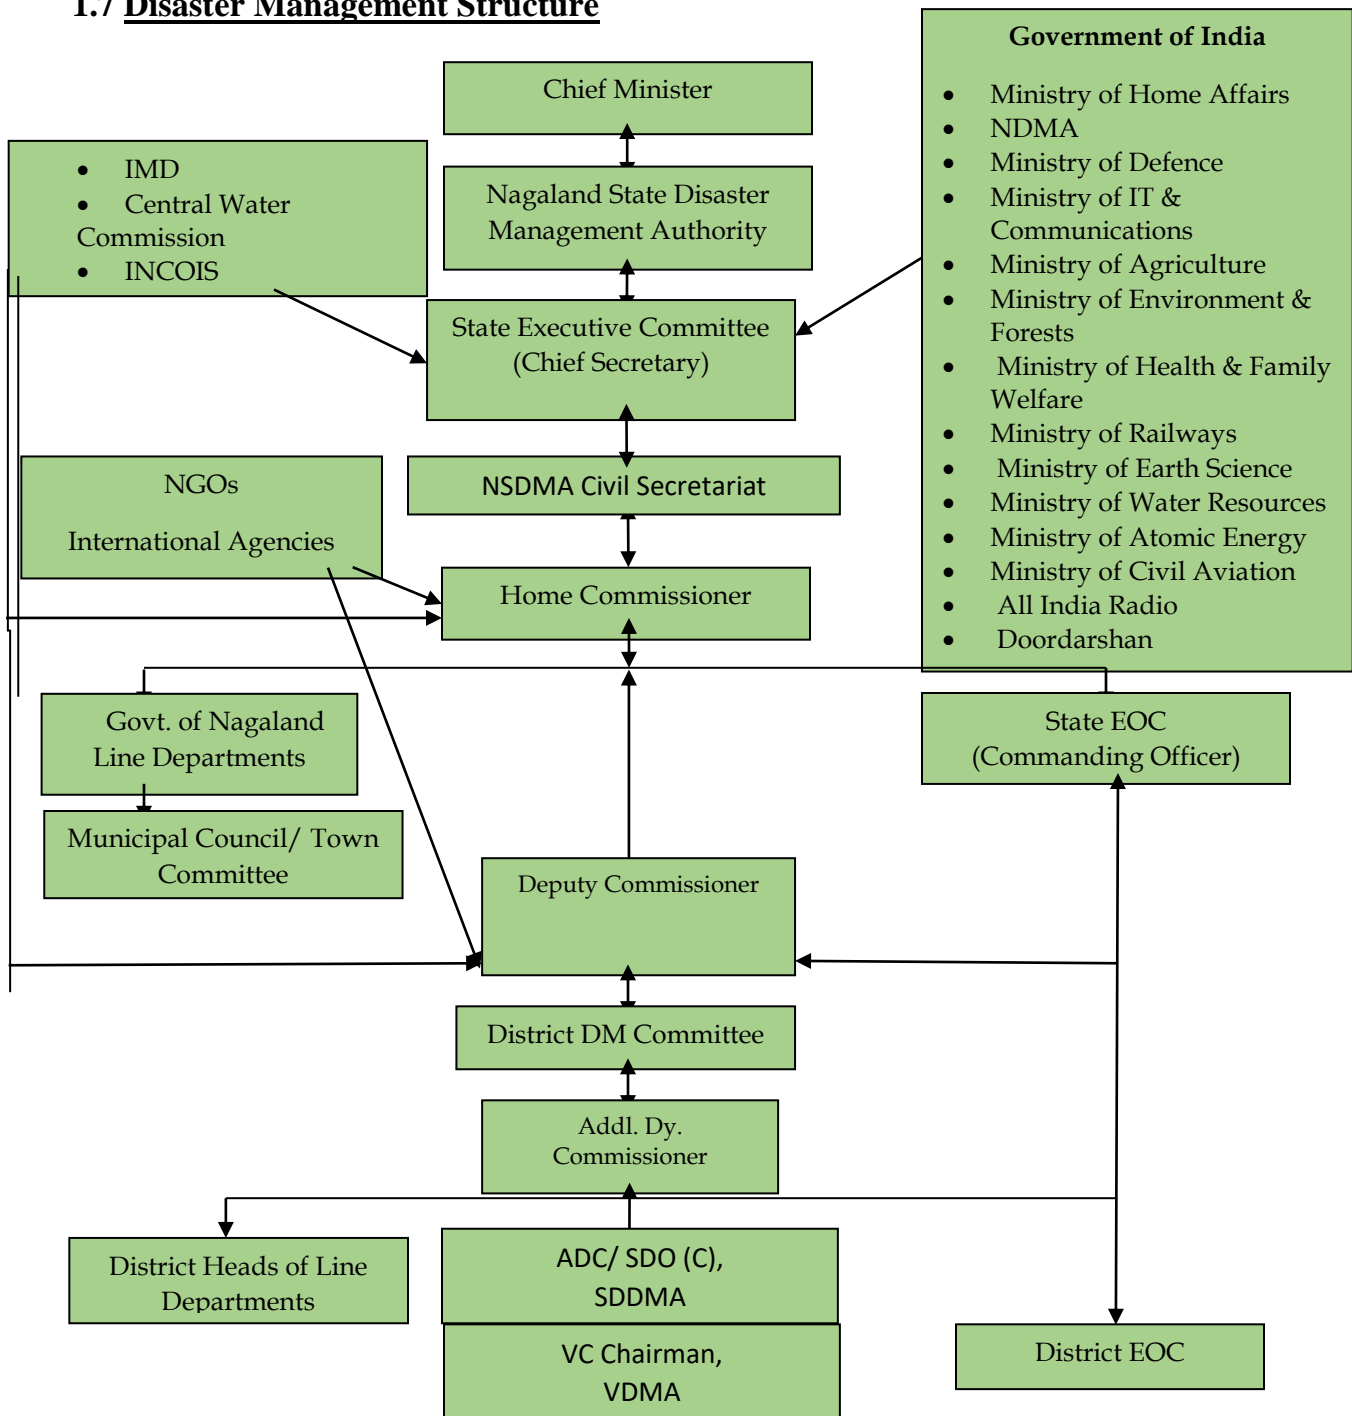 1.7 Disaster Management Structure
Government of India
• Ministry of Home Affairs
• NDMA
• Ministry of Defence
• Ministry of IT &
Communications
• Ministry of Agriculture
• Ministry of Environment &
Forests
• Ministry of Health & Family
Welfare
• Ministry of Railways
• Ministry of Earth Science
• Ministry of Water Resources
• Ministry of Atomic Energy
• Ministry of Civil Aviation
• All India Radio
• Doordarshan
Chief Minister
• IMD
• Central Water
Commission
• INCOIS
Nagaland State Disaster
Management Authority
State Executive Committee
(Chief Secretary)
NGOs
International Agencies
NSDMA Civil Secretariat
Home Commissioner
Govt. of Nagaland
Line Departments
State EOC
(Commanding Officer)
Municipal Council/ Town
Committee
Deputy Commissioner
District DM Committee
Addl. Dy.
Commissioner
District Heads of Line
Departments
ADC/ SDO (C),
SDDMA
VC Chairman,
VDMA
District EOC